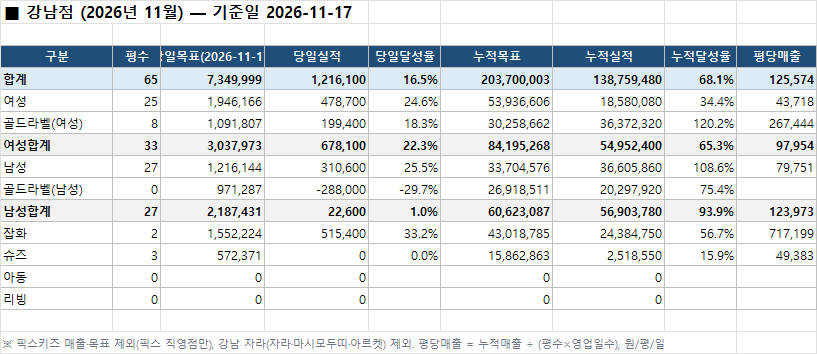 ■ 강남점 (2026년 11월) — 기준일 2026-11-17
구분 평수 당일목표(2026-11-1 당일실적 당일달성율 누적목표 누적실적 누적달성율 평당매출
합계 65 7,349,999 1,216,100 16.5% 203,700,003 138,759,480 68.1% 125,574
여성 25 1,946,166 478,700 24.6% 53,936,606 18,580,080 34.4% 43,718
골드라벨(여성) 8 1,091,807 199,400 18.3% 30,258,662 36,372,320 120.2% 267,444
여성합계 33 3,037,973 678,100 22.3% 84,195,268 54,952,400 65.3% 97,954
남성 27 1,216,144 310,600 25.5% 33,704,576 36,605,860 108.6% 79,751
골드라벨(남성) 0 971,287 -288,000 -29.7% 26,918,511 20,297,920 75.4%
남성합계 27 2,187,431 22,600 1.0% 60,623,087 56,903,780 93.9% 123,973
잡화 2 1,552,224 515,400 33.2% 43,018,785 24,384,750 56.7% 717,199
슈즈 3 572,371 0 0.0% 15,862,863 2,518,550 15.9% 49,383
아동 0 0 0 0
리빙 0 0 0 0
※ 픽스키즈 매출·목표 제외(픽스 직영점만), 강남 자라(자라·마시모두띠·아르켓) 제외. 평당매출 = 누적매출 ÷ (평수×영업일수), 원/평/일